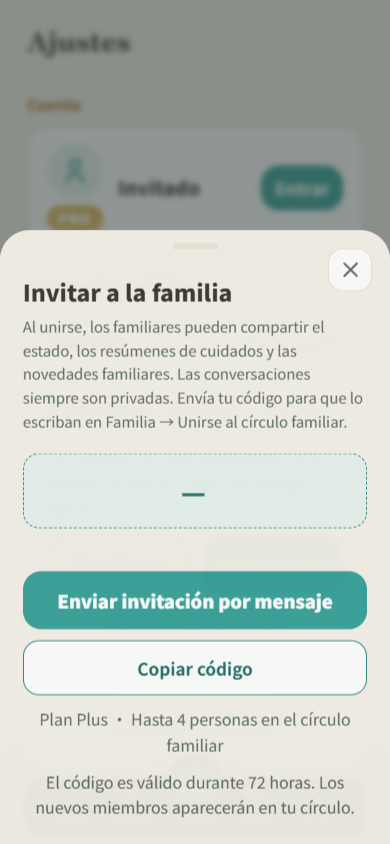 Ajustes
Cuenta
Invitado
Entrar
PRO
Invitar a la familia
Al unirse, los familiares pueden compartir el
estado, los resúmenes de cuidados y las
novedades familiares. Las conversaciones
siempre son privadas. Envía tu código para que lo
escriban en Familia → Unirse al círculo familiar.
—
Enviar invitación por mensaje
Copiar código
Plan Plus • Hasta 4 personas en el círculo
familiar
El código es válido durante 72 horas. Los
nuevos miembros aparecerán en tu círculo.